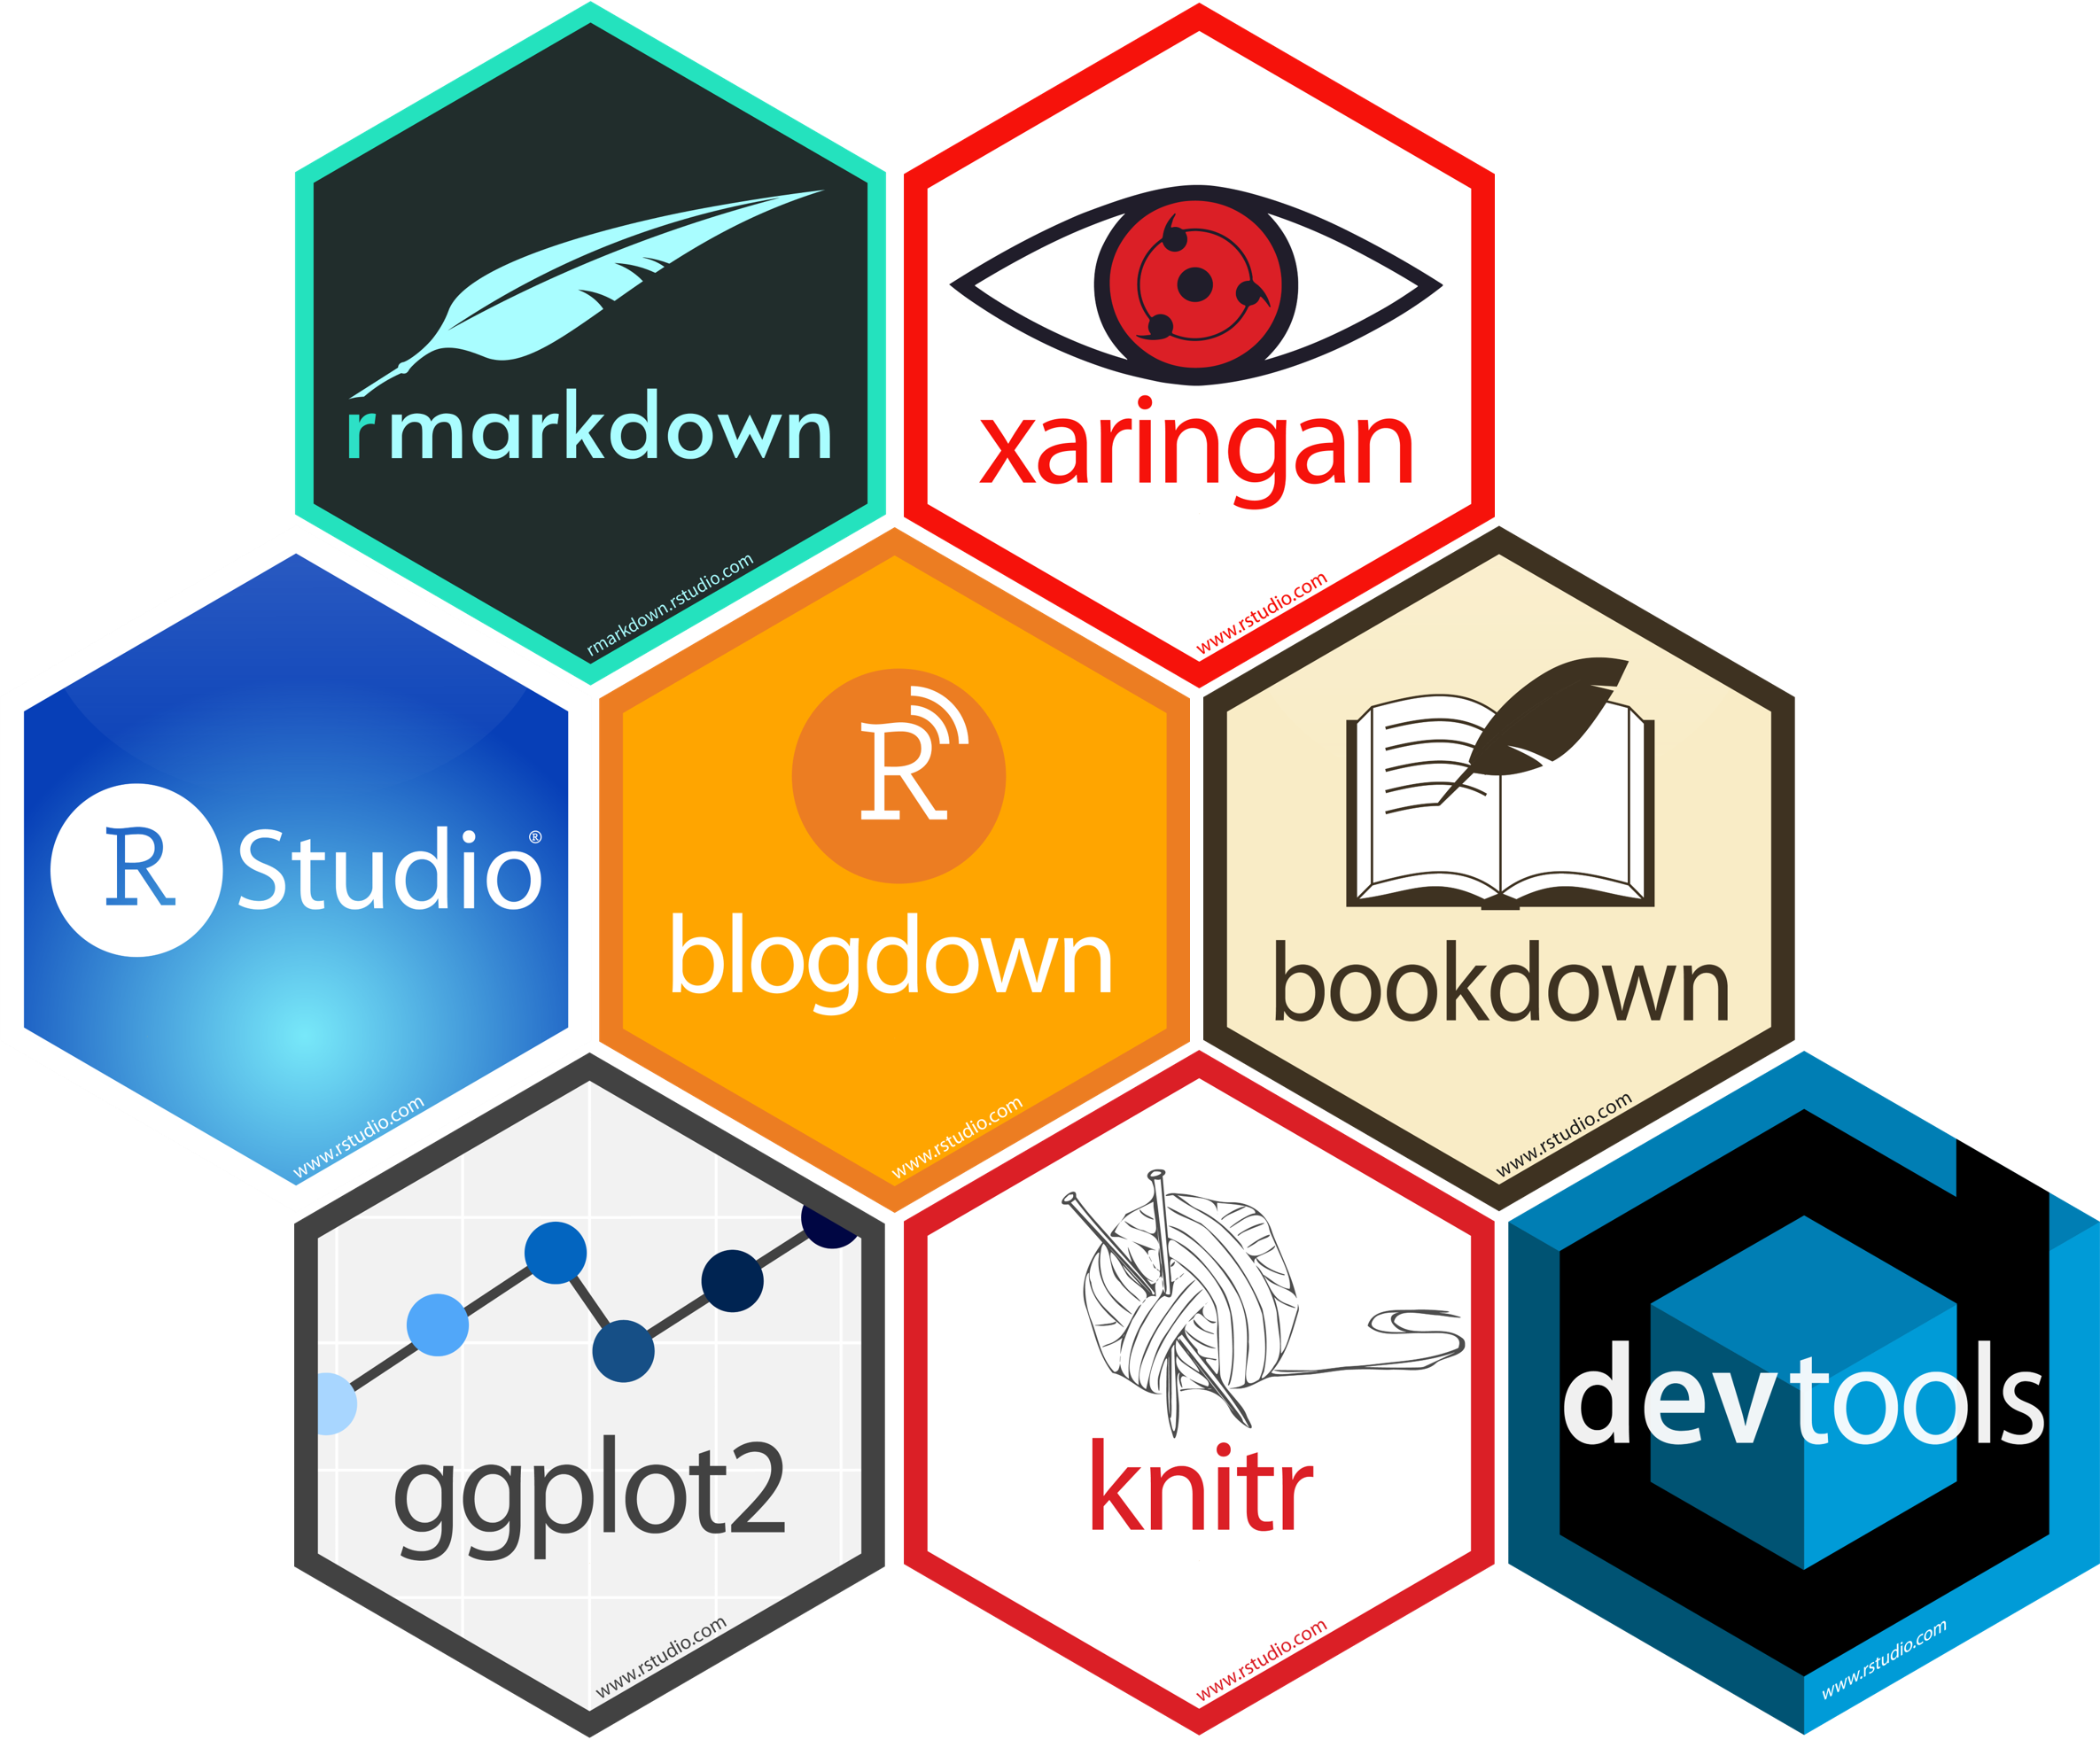 rmarkdown
rmarkdown.rstudio.com
xaringan
www.rstudio.com
R Studio®
www.rstudio.com
R
blogdown
www.rstudio.com
bookdown
www.rstudio.com
ggplot2
www.rstudio.com
knitr
www.rstudio.com
devtools
www.rstudio.com